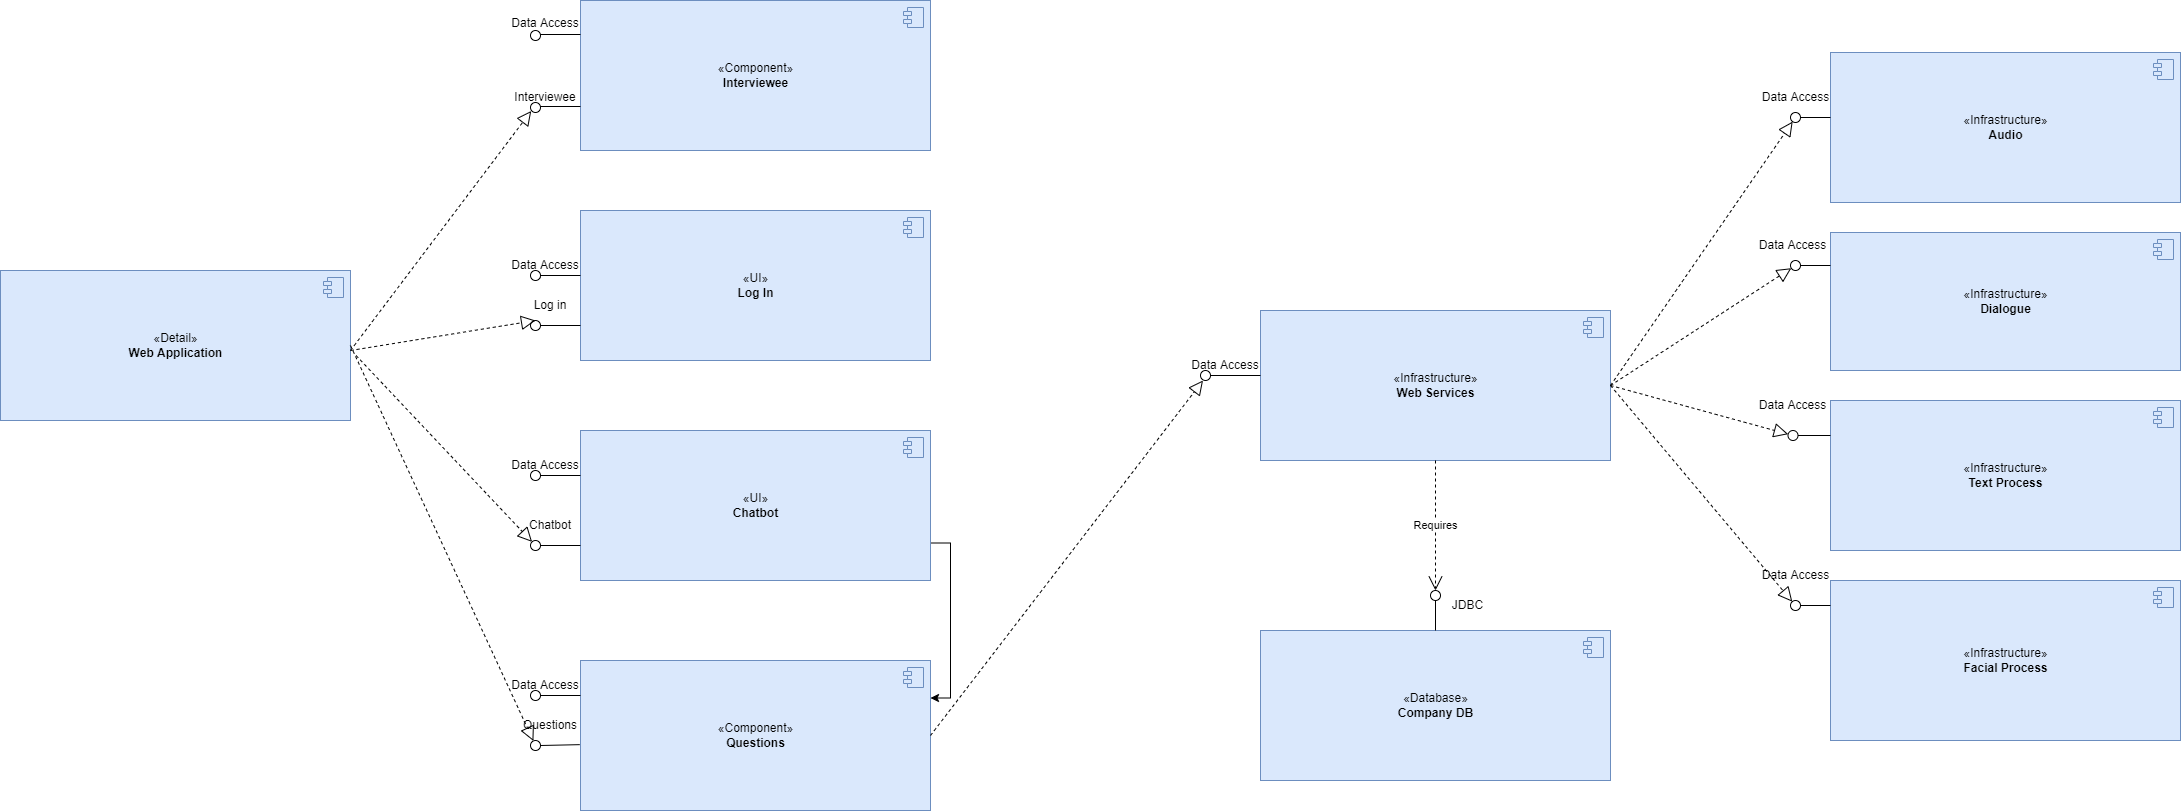 Data Access
«Component»
Interviewee
Interviewee
Data Access
«UI»
Log In
Log in
«Detail»
Web Application
Data Access
«UI»
Chatbot
Chatbot
Data Access
Questions
«Component»
Questions
Data Access
«Infrastructure»
Web Services
Requires
JDBC
«Database»
Company DB
Data Access
«Infrastructure»
Audio
Data Access
«Infrastructure»
Dialogue
Data Access
«Infrastructure»
Text Process
Data Access
«Infrastructure»
Facial Process